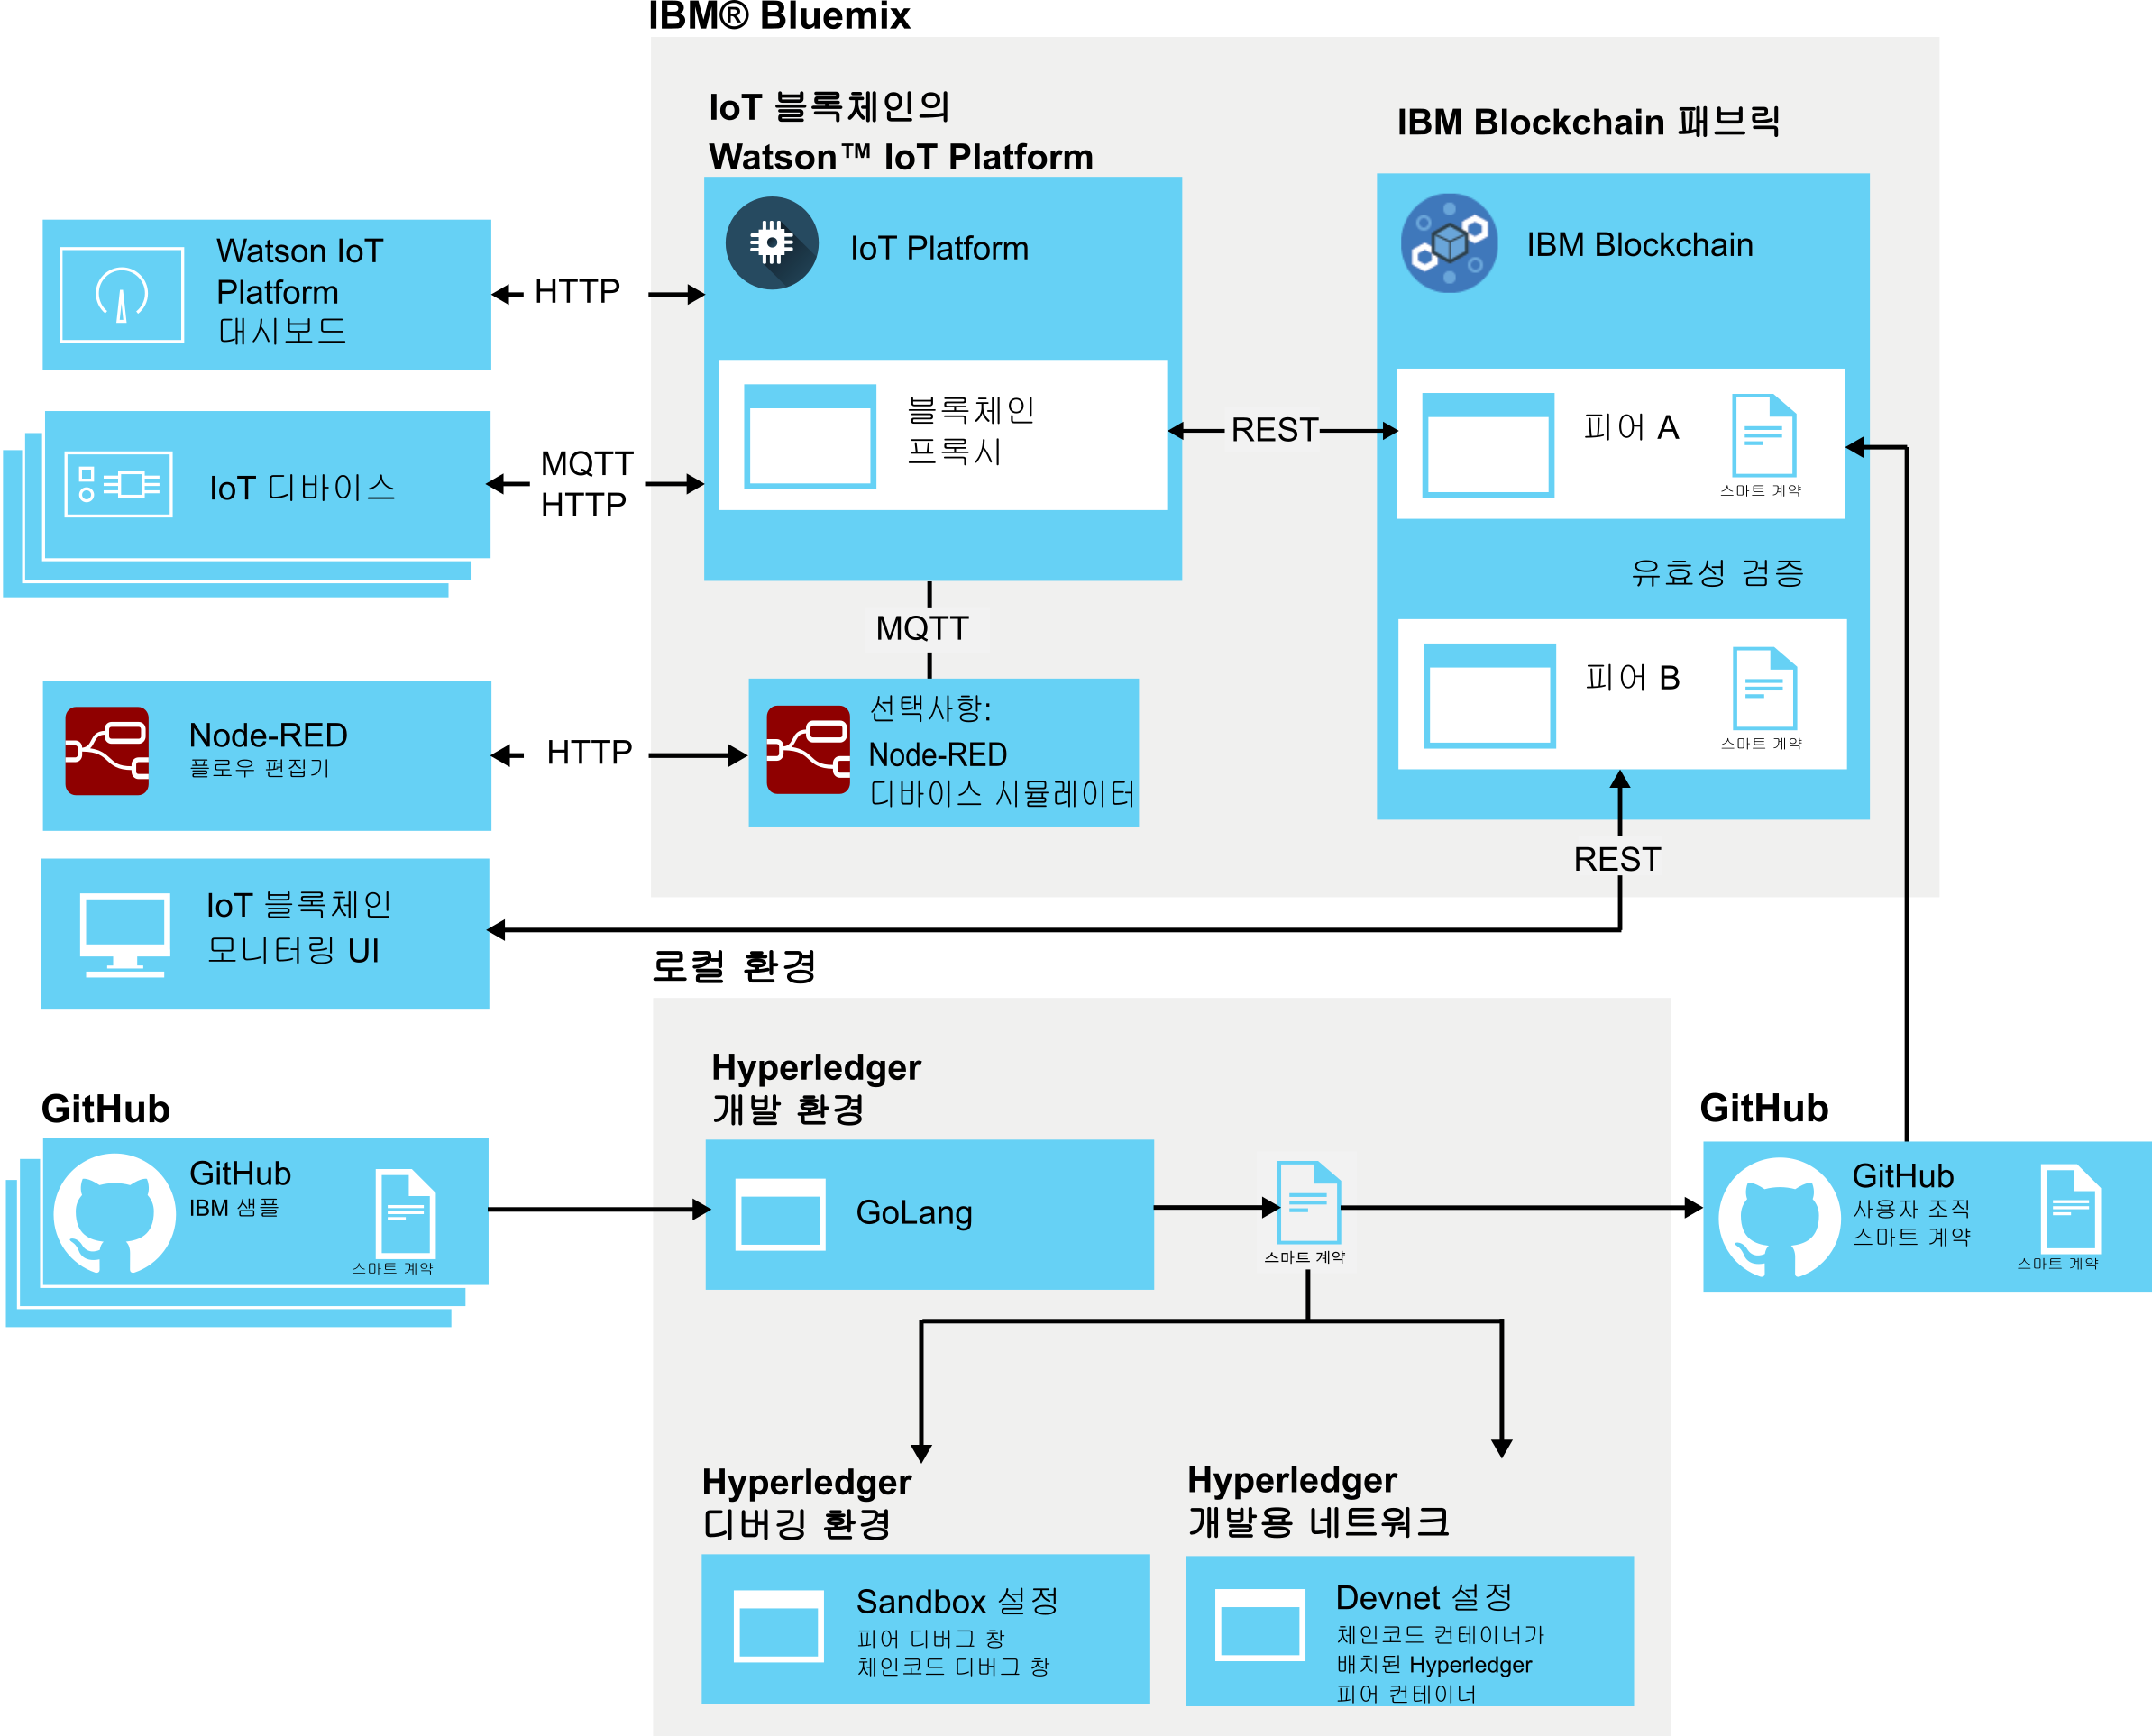 IBM® Bluemix
IoT 블록체인의
Watson™ IoT Platform
IBM Blockchain 패브릭
IoT Platform
IBM Blockchain
Watson IoT
Platform
대시보드
HTTP
블록체인
프록시
REST
피어 A
스마트 계약
IoT 디바이스
MQTT
HTTP
유효성 검증
MQTT
피어 B
스마트 계약
Node-RED
플로우 편집기
HTTP
선택사항:
Node-RED
디바이스 시뮬레이터
REST
IoT 블록체인
모니터링 UI
로컬 환경
Hyperledger
개발 환경
GitHub
GitHub
IBM 샘플
스마트 계약
GoLang
스마트 계약
GitHub
GitHub
사용자 조직
스마트 계약
스마트 계약
Hyperledger
디버깅 환경
Hyperledger
개발용 네트워크
Sandbox 설정
피어 디버그 창
체인코드 디버그 창
Devnet 설정
체인코드 컨테이너가
배치된 Hyperledger
피어 컨테이너